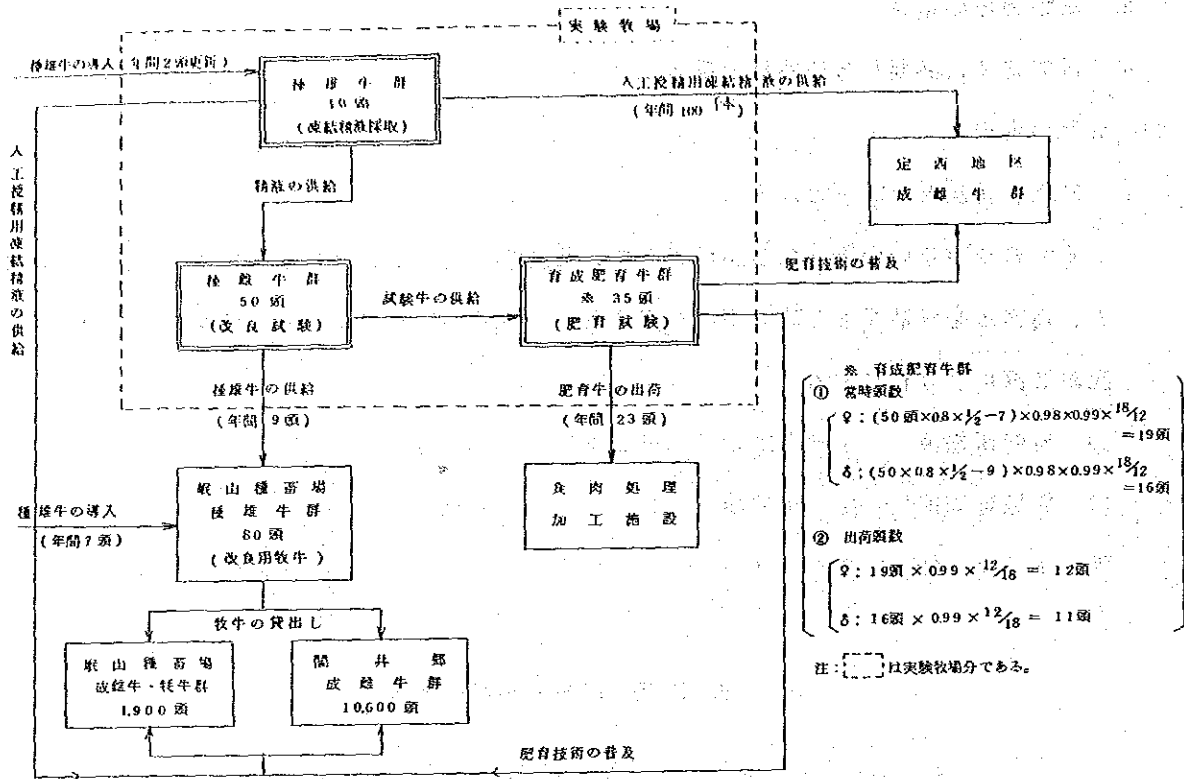 実験牧場
種雄牛の導入(年間2頭更新)
種雄牛群
10頭
(凍結精液採取)
人工授精用凍結精液の供給
(年間100
定西地区
成雌牛群
人工授精用凍結精液の供給
精液の供給
種雌牛群
50頭
(改良試験)
試験牛の供給
育成肥育牛群
※ 35頭
(肥育試験)
肥育技術の普及
種雄牛の供給
(年間9頭)
肥育牛の出荷
(年間 23頭)
岷山種畜場
種雄牛群
80頭
(改良用牧牛)
種雄牛の導入
(年間7頭)
食肉処理
加工施設
牧牛の貸出し
岷山種畜場
成雌牛・牦牛群
1,900頭
閭井郷
成雌牛群
10,600頭
肥育技術の普及
※ 育成肥育牛群
① 常時頭数
♀:(50頭×0.8×1/2−7)×0.98×0.99×18/12
=19頭
δ:(50×0.8×1/2−9)×0.98×0.99×18/12
=16頭
② 出荷頭数
♀:19頭×0.99×12/18=12頭
δ:16頭×0.99×12/18=11頭
注: は実験牧場分である。